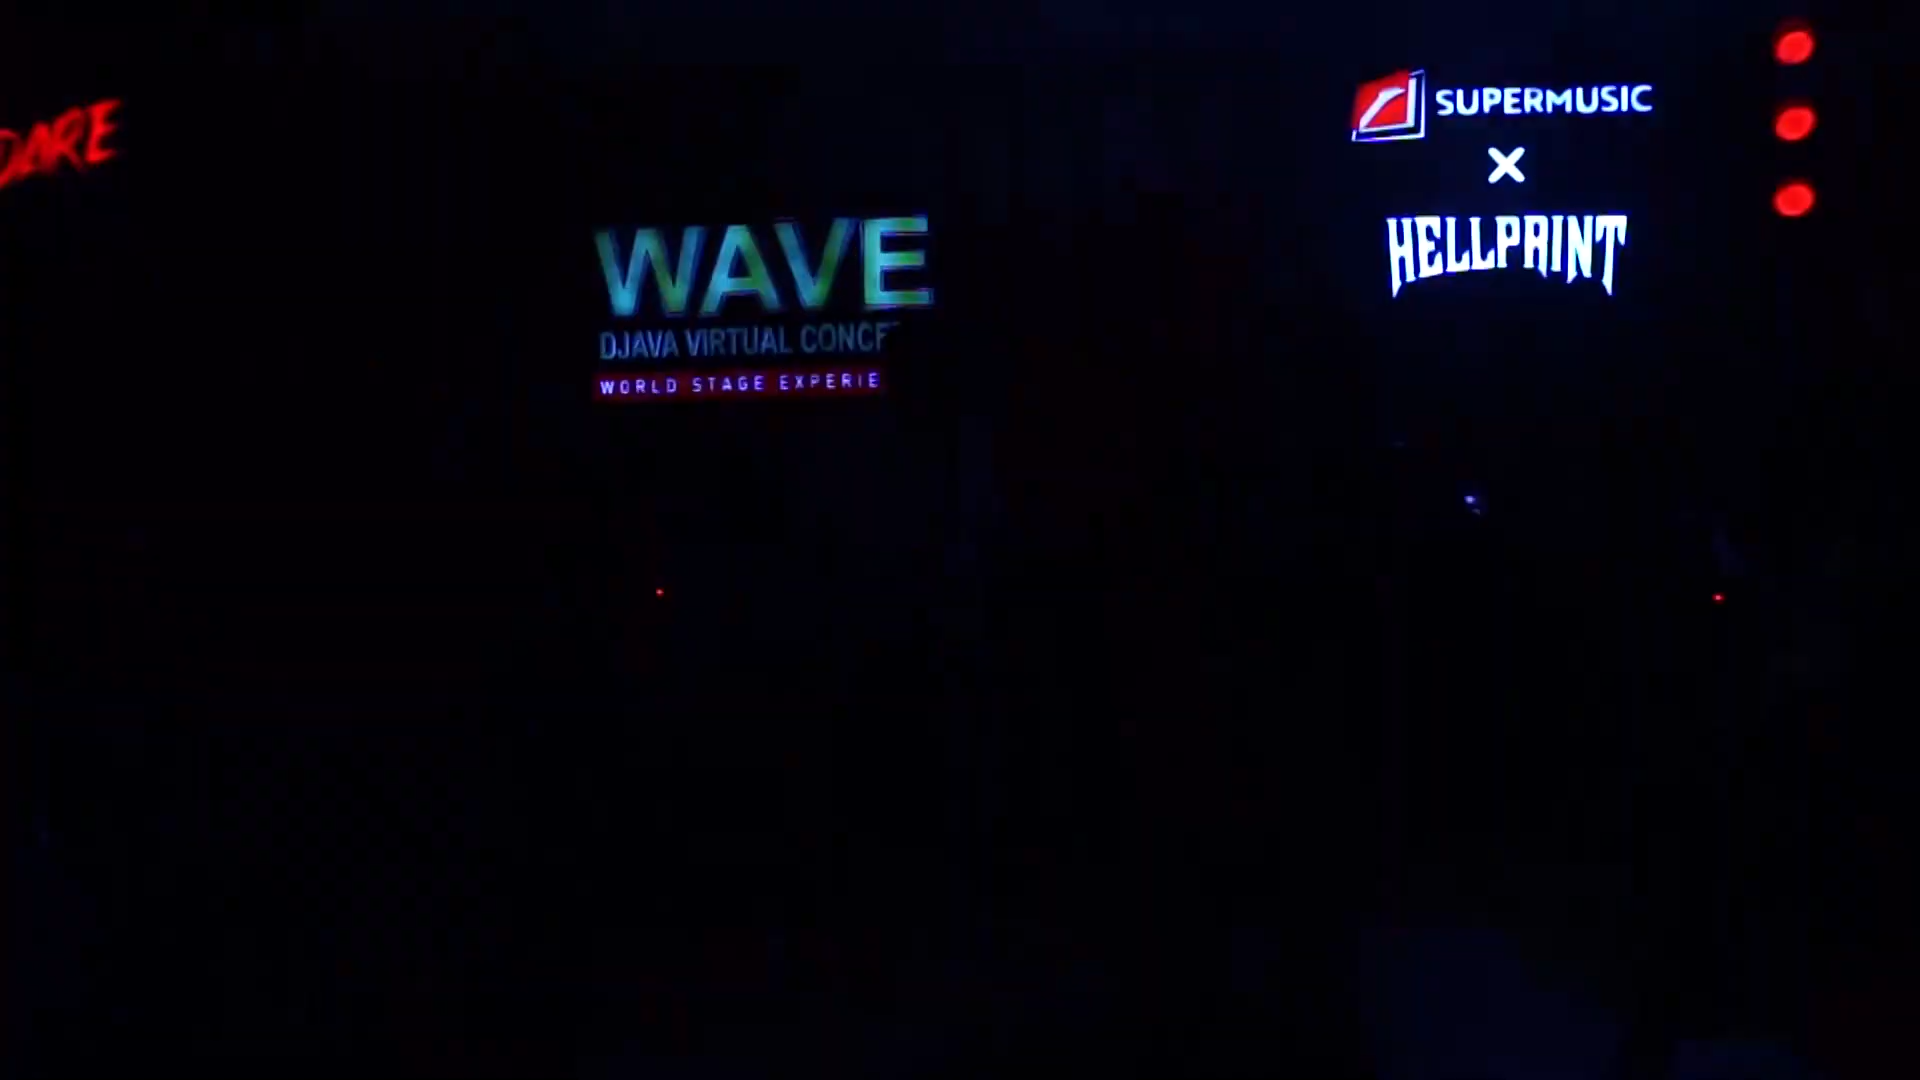 DARE
WAVE
DJAVA VIRTUAL CONCE
WORLD STAGE EXPERIE
SUPERMUSIC
X
HELLPRINT